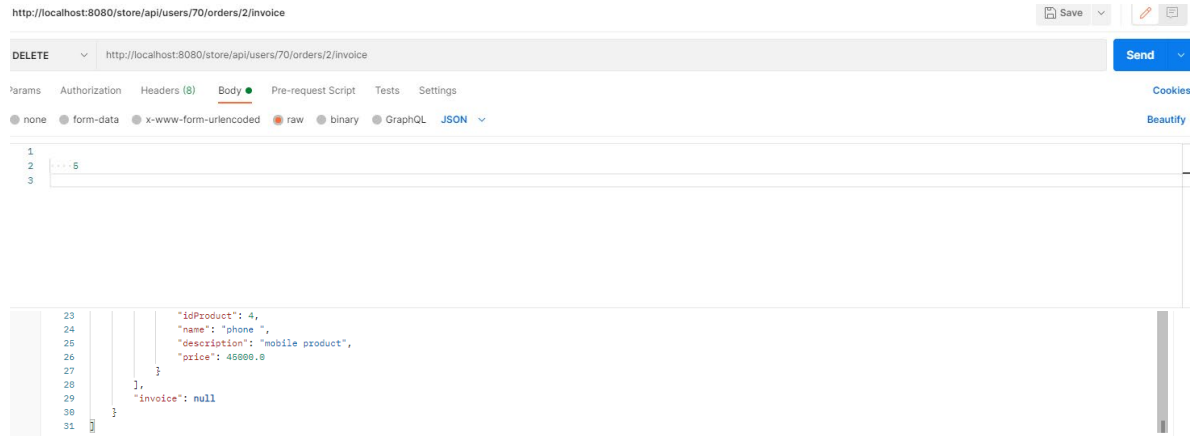 http://localhost:8080/store/api/users/70/orders/2/invoice Save
DELETE http://localhost:8080/store/api/users/70/orders/2/invoice Send
Params Authorization Headers (8) Body Pre-request Script Tests Settings Cookies
none form-data x-www-form-urlencoded raw binary GraphQL JSON Beautify
1
2 ····5
3
23 "idProduct": 4,
24 "name": "phone ",
25 "description": "mobile product",
26 "price": 45000.0
27 }
28 ],
29 "invoice": null
30 }
31 ]